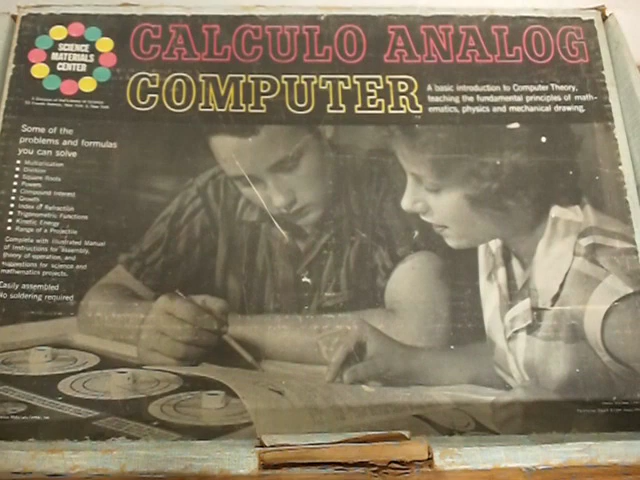 SCIENCE
MATERIALS
CENTER
CALCULO ANALOG
COMPUTER
A basic introduction to Computer Theory,
teaching the fundamental principles of math-
ematics, physics and mechanical drawing.
Some of the
problems and formulas
you can solve
Multiplication
Division
Square Roots
Powers
Compound Interest
Growth
Index of Refraction
Trigonometric Functions
Kinetic Energy
Range of a Projectile
Complete with Illustrated Manual
of Instructions for assembly,
theory of operation, and
suggestions for science and
mathematics projects.
Easily assembled
No soldering required